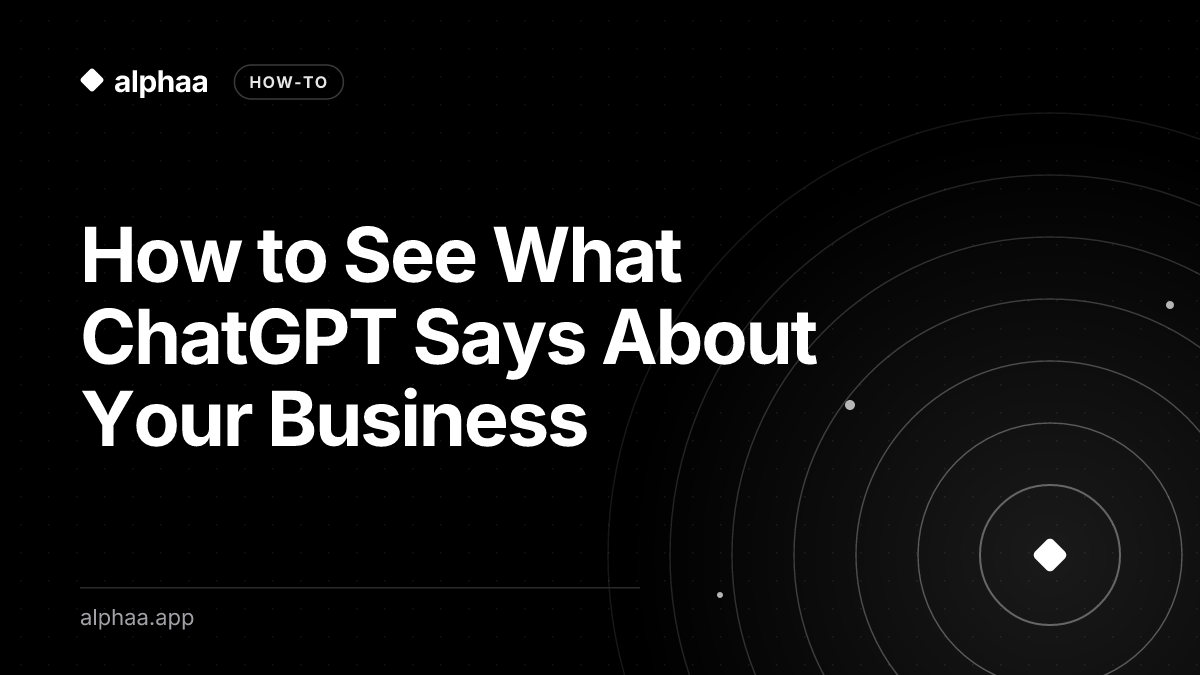 alphaa
HOW-TO
How to See What
ChatGPT Says About
Your Business
alphaa.app